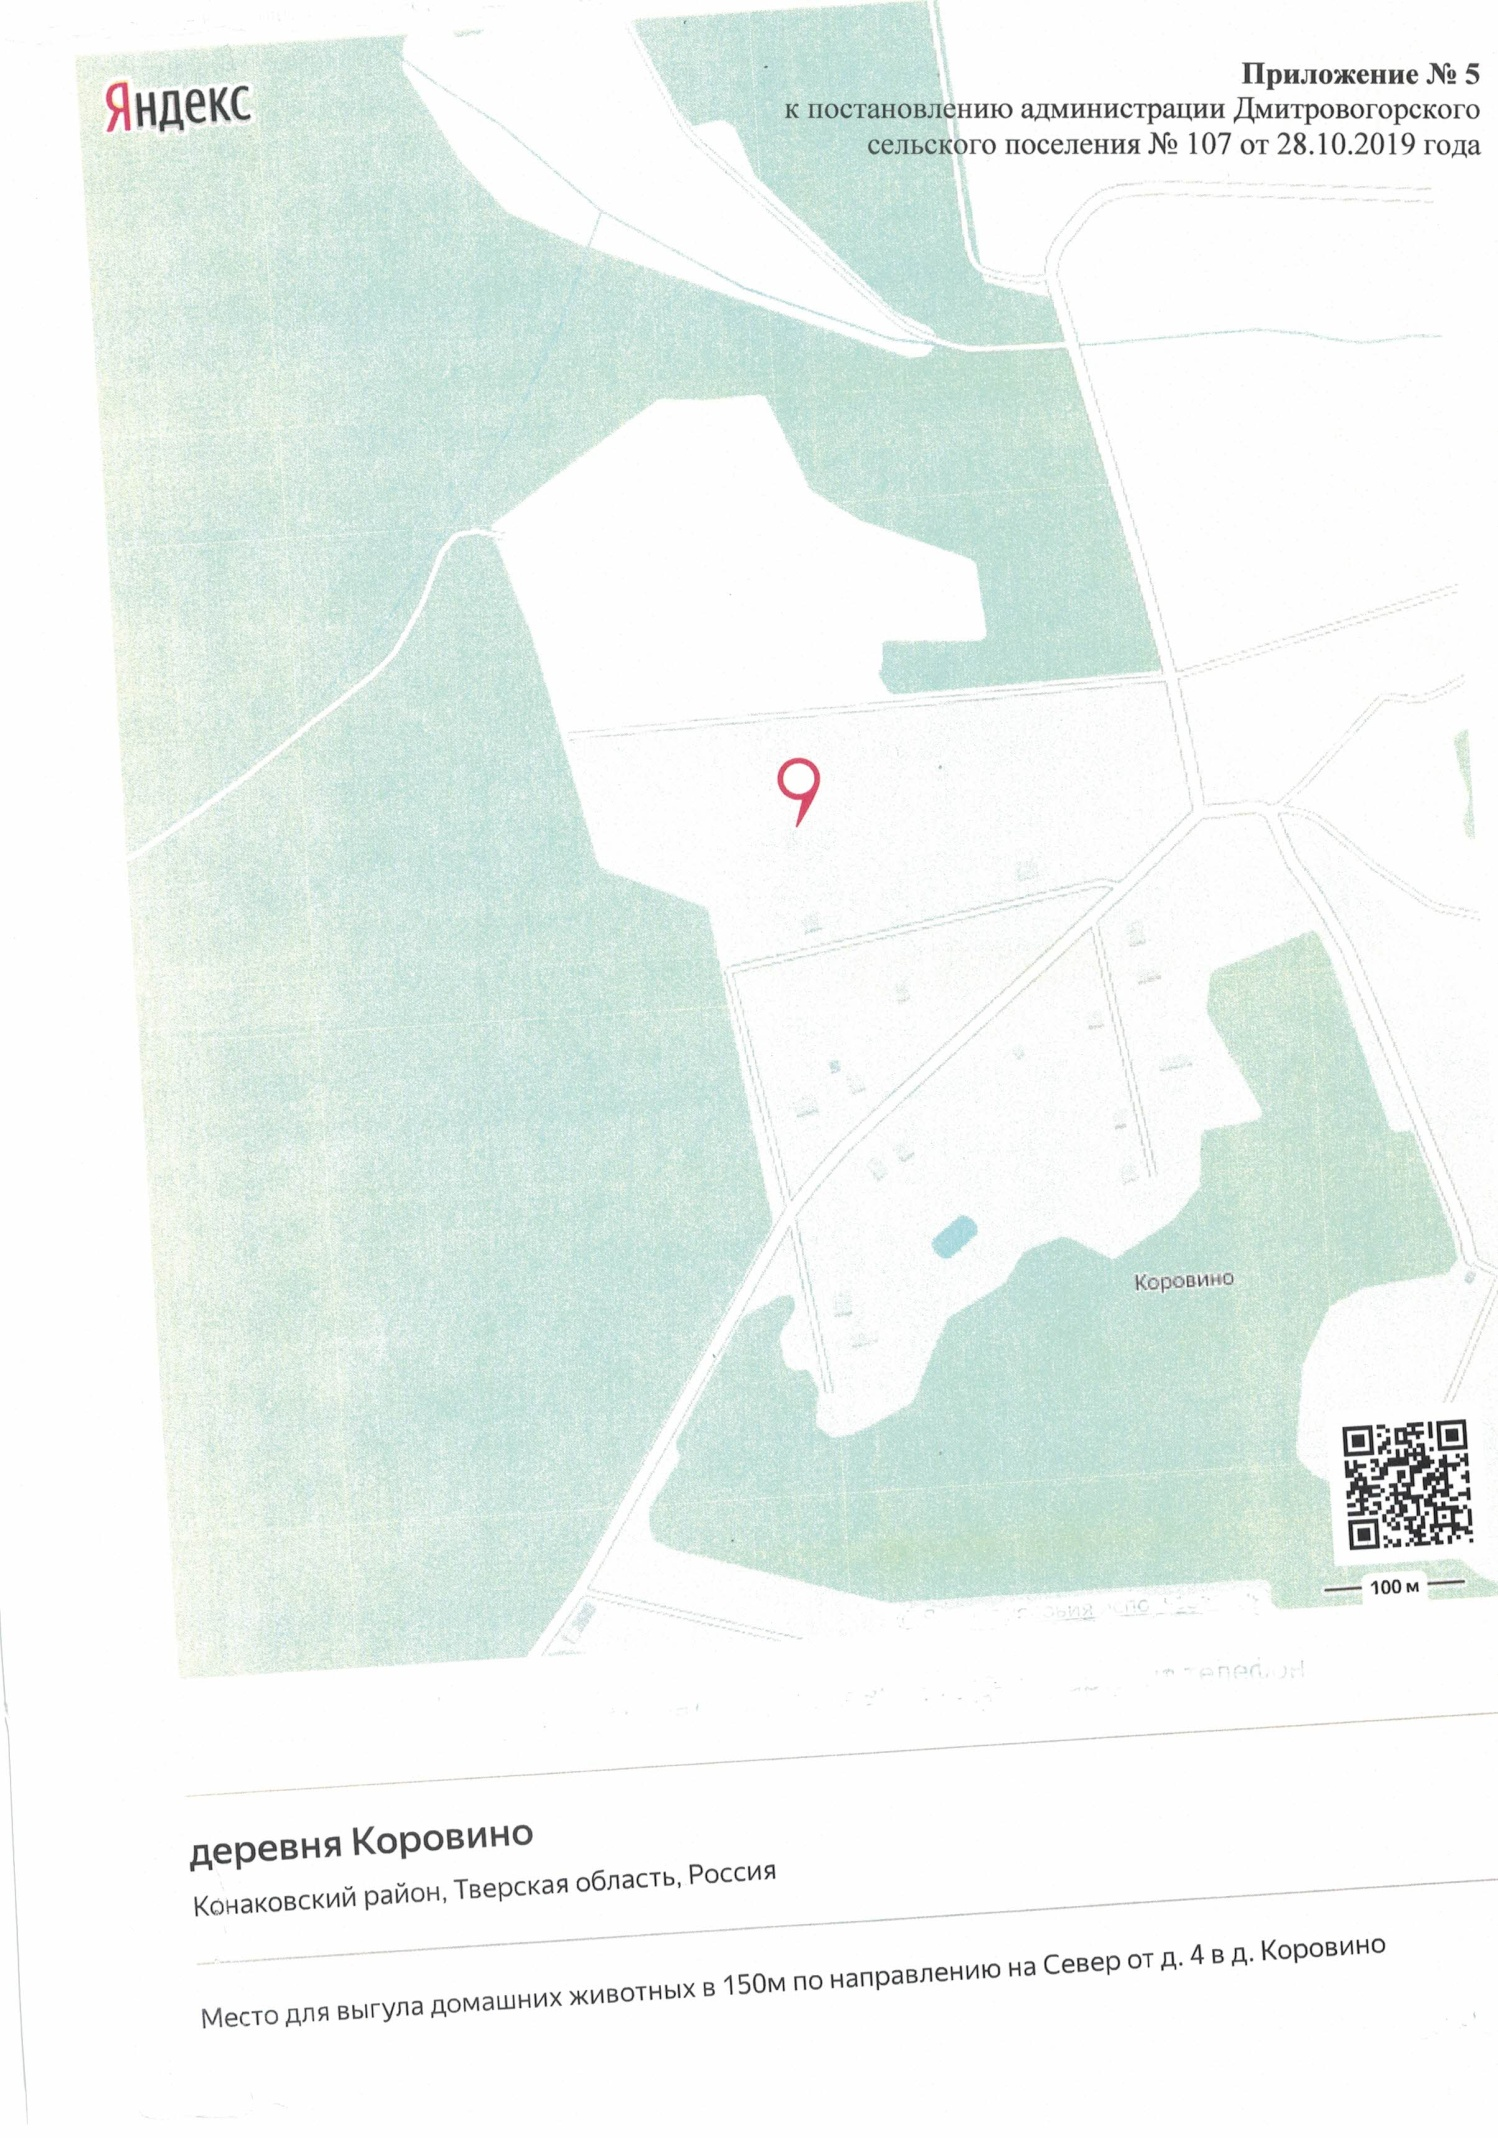 Яндекс
Приложение № 5
к постановлению администрации Дмитровогорского
сельского поселения № 107 от 28.10.2019 года
Коровино
100 м
деревня Коровино
Конаковский район, Тверская область, Россия
Место для выгула домашних животных в 150м по направлению на Север от д. 4 в д. Коровино